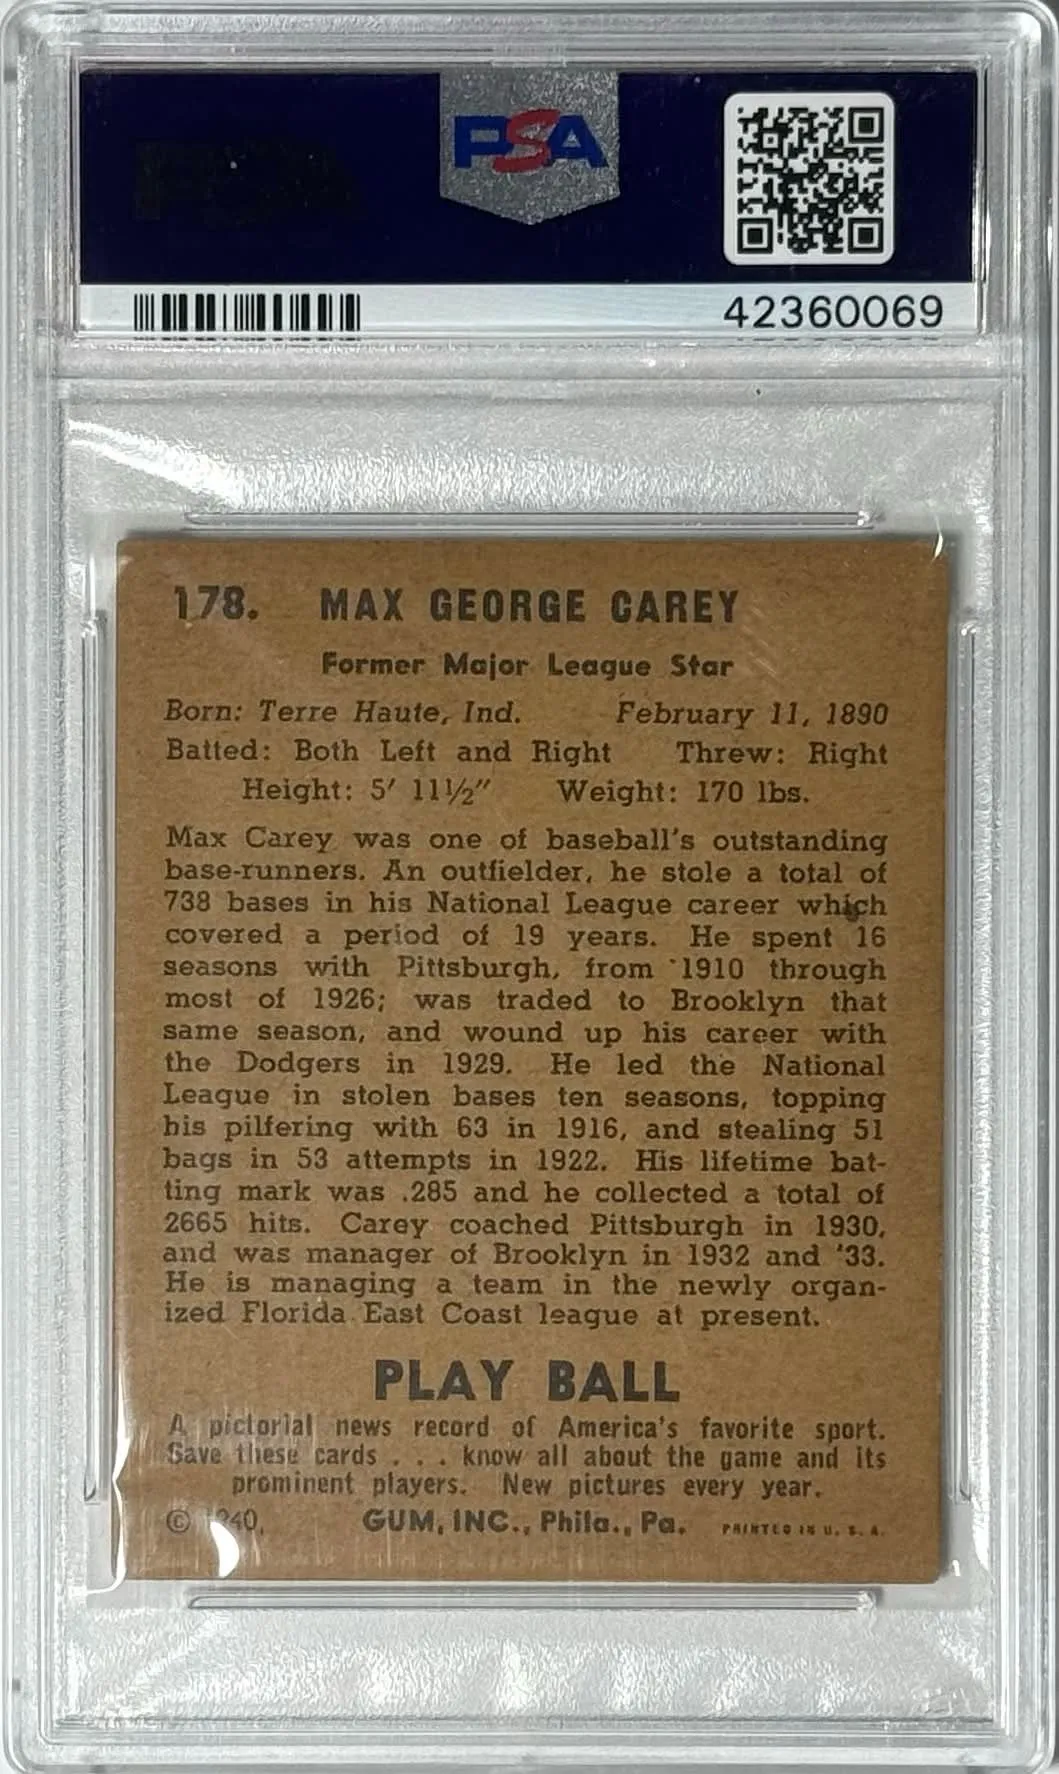 PSA
42360069
178. MAX GEORGE CAREY
Former Major League Star
Born: Terre Haute, Ind. February 11, 1890
Batted: Both Left and Right Threw: Right
Height: 5′ 11½″ Weight: 170 lbs.
Max Carey was one of baseball's outstanding
base-runners. An outfielder, he stole a total of
738 bases in his National League career which
covered a period of 19 years. He spent 16
seasons with Pittsburgh, from 1910 through
most of 1926; was traded to Brooklyn that
same season, and wound up his career with
the Dodgers in 1929. He led the National
League in stolen bases ten seasons, topping
his pilfering with 63 in 1916, and stealing 51
bags in 53 attempts in 1922. His lifetime bat-
ting mark was .285 and he collected a total of
2665 hits. Carey coached Pittsburgh in 1930,
and was manager of Brooklyn in 1932 and '33.
He is managing a team in the newly organ-
ized Florida East Coast league at present.
PLAY BALL
A pictorial news record of America's favorite sport.
Save these cards . . . know all about the game and its
prominent players. New pictures every year.
© 1940, GUM, INC., Phila., Pa. PRINTED IN U. S. A.